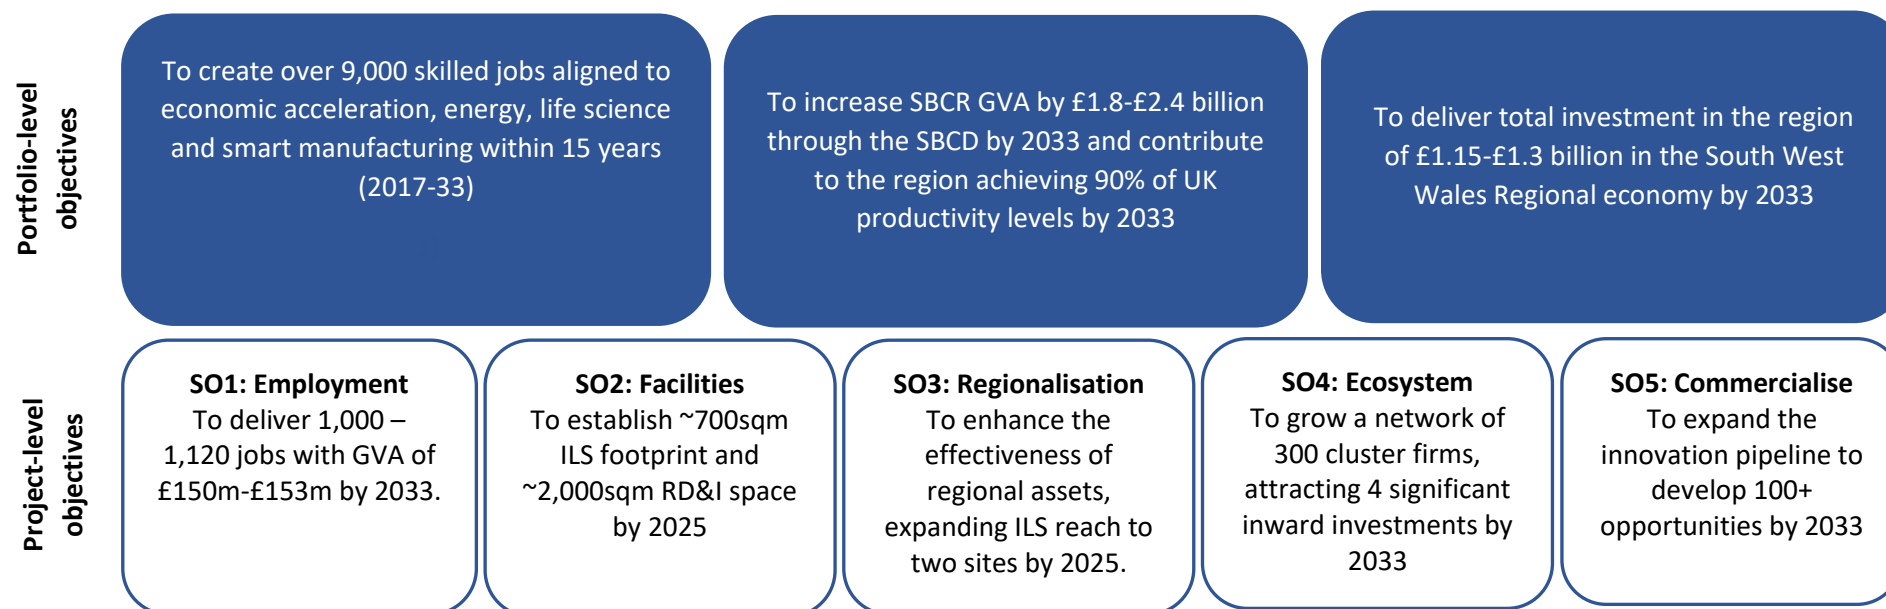 Portfolio-level
objectives
To create over 9,000 skilled jobs aligned to
economic acceleration, energy, life science
and smart manufacturing within 15 years
(2017-33)
To increase SBCR GVA by £1.8-£2.4 billion
through the SBCD by 2033 and contribute
to the region achieving 90% of UK
productivity levels by 2033
To deliver total investment in the region
of £1.15-£1.3 billion in the South West
Wales Regional economy by 2033
Project-level
objectives
SO1: Employment
To deliver 1,000 –
1,120 jobs with GVA of
£150m-£153m by 2033.
SO2: Facilities
To establish ~700sqm
ILS footprint and
~2,000sqm RD&I space
by 2025
SO3: Regionalisation
To enhance the
effectiveness of
regional assets,
expanding ILS reach to
two sites by 2025.
SO4: Ecosystem
To grow a network of
300 cluster firms,
attracting 4 significant
inward investments by
2033
SO5: Commercialise
To expand the
innovation pipeline to
develop 100+
opportunities by 2033